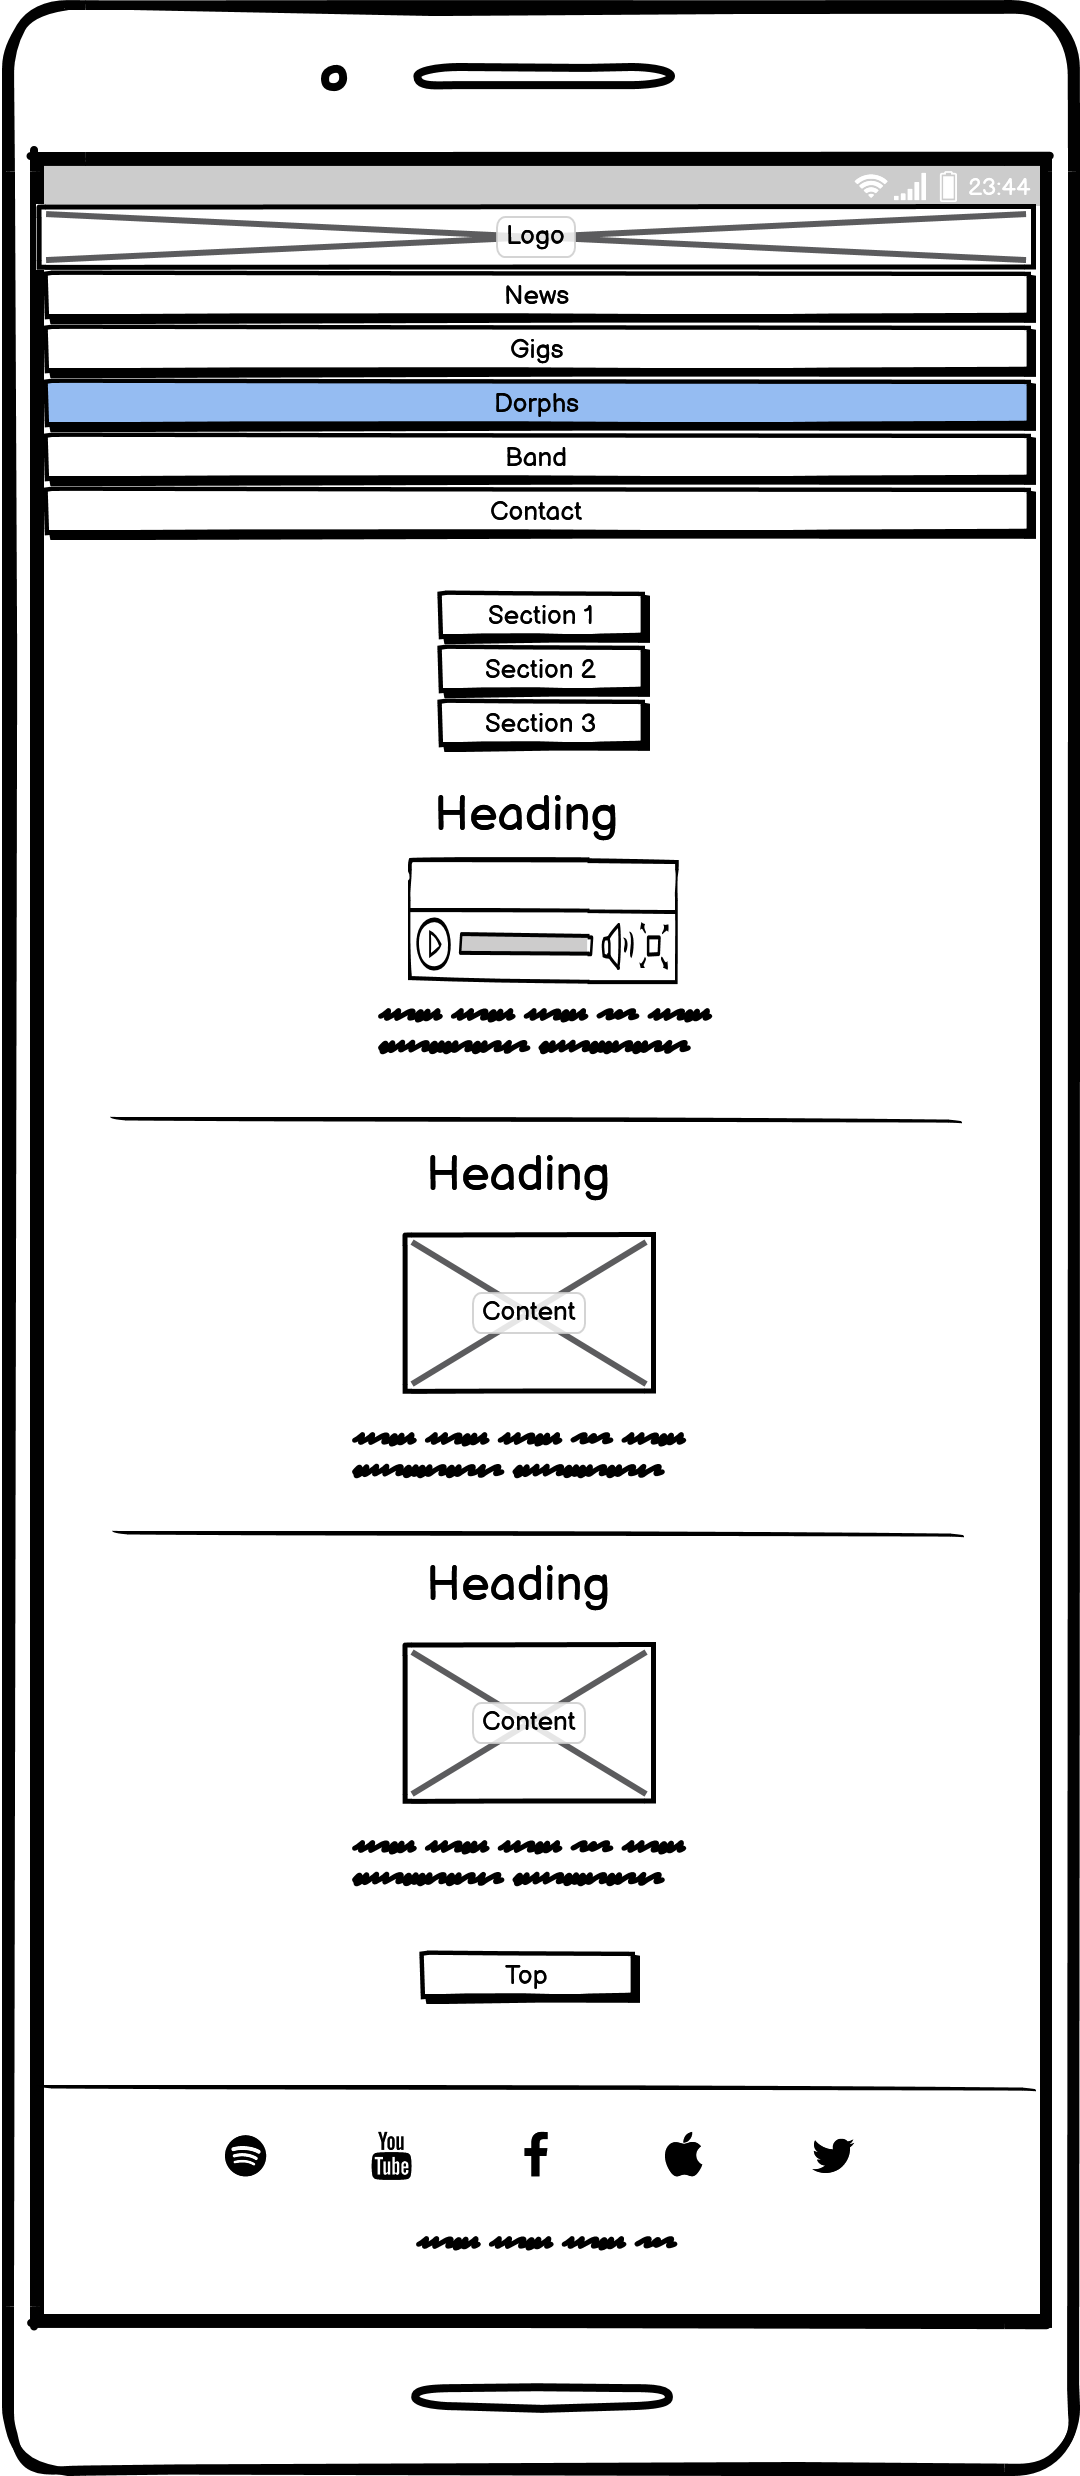 23:44
Logo
News
Gigs
Dorphs
Band
Contact
Section 1
Section 2
Section 3
Heading
Heading
Content
Heading
Content
Top
You
Tube